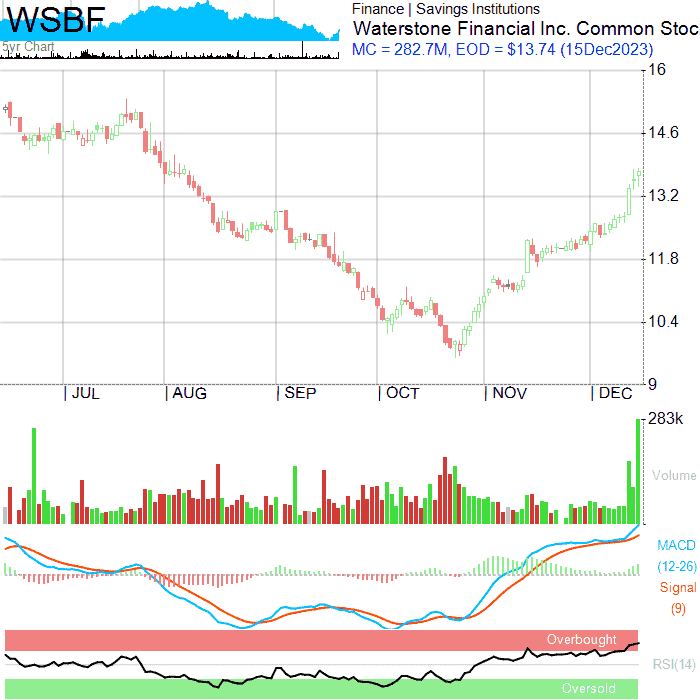 WSBF
5yr Chart
Finance | Savings Institutions
Waterstone Financial Inc. Common Stoc
MC = 282.7M, EOD = $13.74 (15Dec2023)
16
14.6
13.2
11.8
10.4
9
JUL AUG SEP OCT NOV DEC
283k
Volume
MACD
(12-26)
Signal
(9)
Overbought
RSI(14)
Oversold